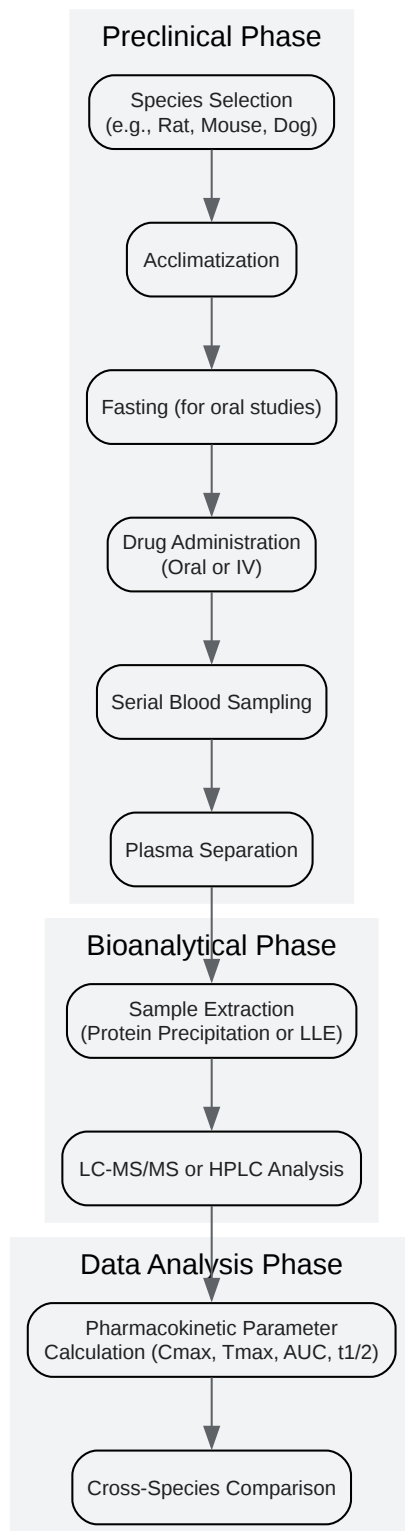 Preclinical Phase
Species Selection
(e.g., Rat, Mouse, Dog)
Acclimatization
Fasting (for oral studies)
Drug Administration
(Oral or IV)
Serial Blood Sampling
Plasma Separation
Bioanalytical Phase
Sample Extraction
(Protein Precipitation or LLE)
LC-MS/MS or HPLC Analysis
Data Analysis Phase
Pharmacokinetic Parameter
Calculation (Cmax, Tmax, AUC, t1/2)
Cross-Species Comparison